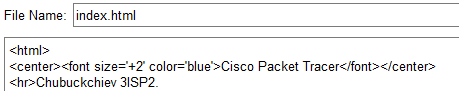 File Name: index.html
<html>
<center><font size='+2' color='blue'>Cisco Packet Tracer</font></center>
<hr>Chubuckchiev 3ISP2.